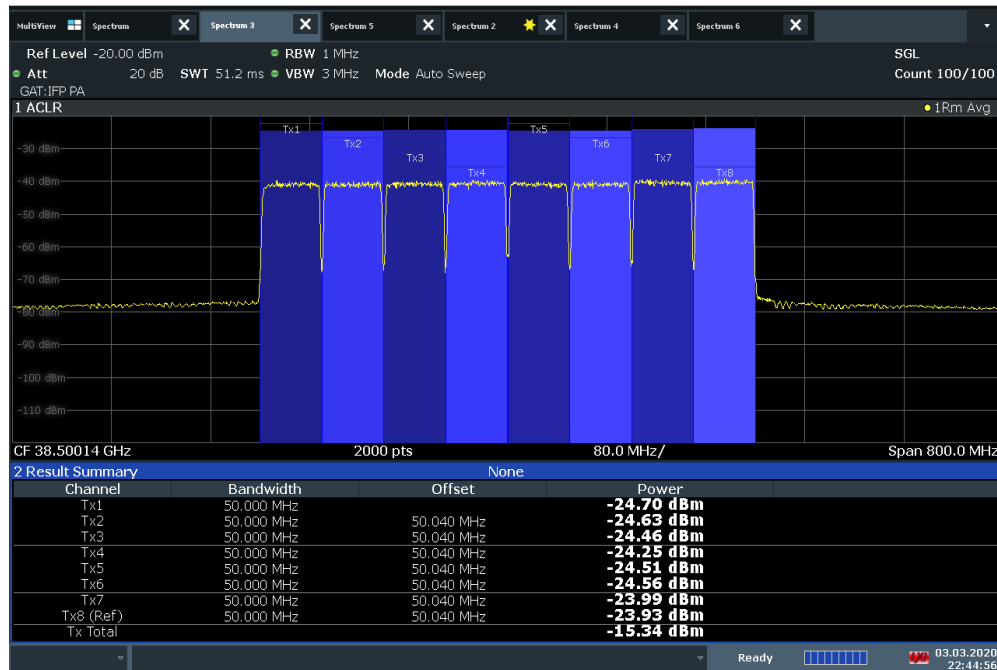 MultiView Spectrum Spectrum 3 Spectrum 5 Spectrum 2 Spectrum 4 Spectrum 6
Ref Level -20.00 dBm RBW 1 MHz SGL
Att 20 dB SWT 51.2 ms VBW 3 MHz Mode Auto Sweep Count 100/100
GAT:IFP PA
1 ACLR 1Rm Avg
Tx1 Tx5
Tx2 Tx6
-30 dBm
Tx3 Tx7
Tx4 Tx8
-40 dBm
-50 dBm
-60 dBm
-70 dBm
-80 dBm
-90 dBm
-100 dBm
-110 dBm
CF 38.50014 GHz 2000 pts 80.0 MHz/ Span 800.0 MHz
2 Result Summary None
Channel Bandwidth Offset Power
Tx1 50.000 MHz -24.70 dBm
Tx2 50.000 MHz 50.040 MHz -24.63 dBm
Tx3 50.000 MHz 50.040 MHz -24.46 dBm
Tx4 50.000 MHz 50.040 MHz -24.25 dBm
Tx5 50.000 MHz 50.040 MHz -24.51 dBm
Tx6 50.000 MHz 50.040 MHz -24.56 dBm
Tx7 50.000 MHz 50.040 MHz -23.99 dBm
Tx8 (Ref) 50.000 MHz 50.040 MHz -23.93 dBm
Tx Total -15.34 dBm
Ready 03.03.2020
22:44:56